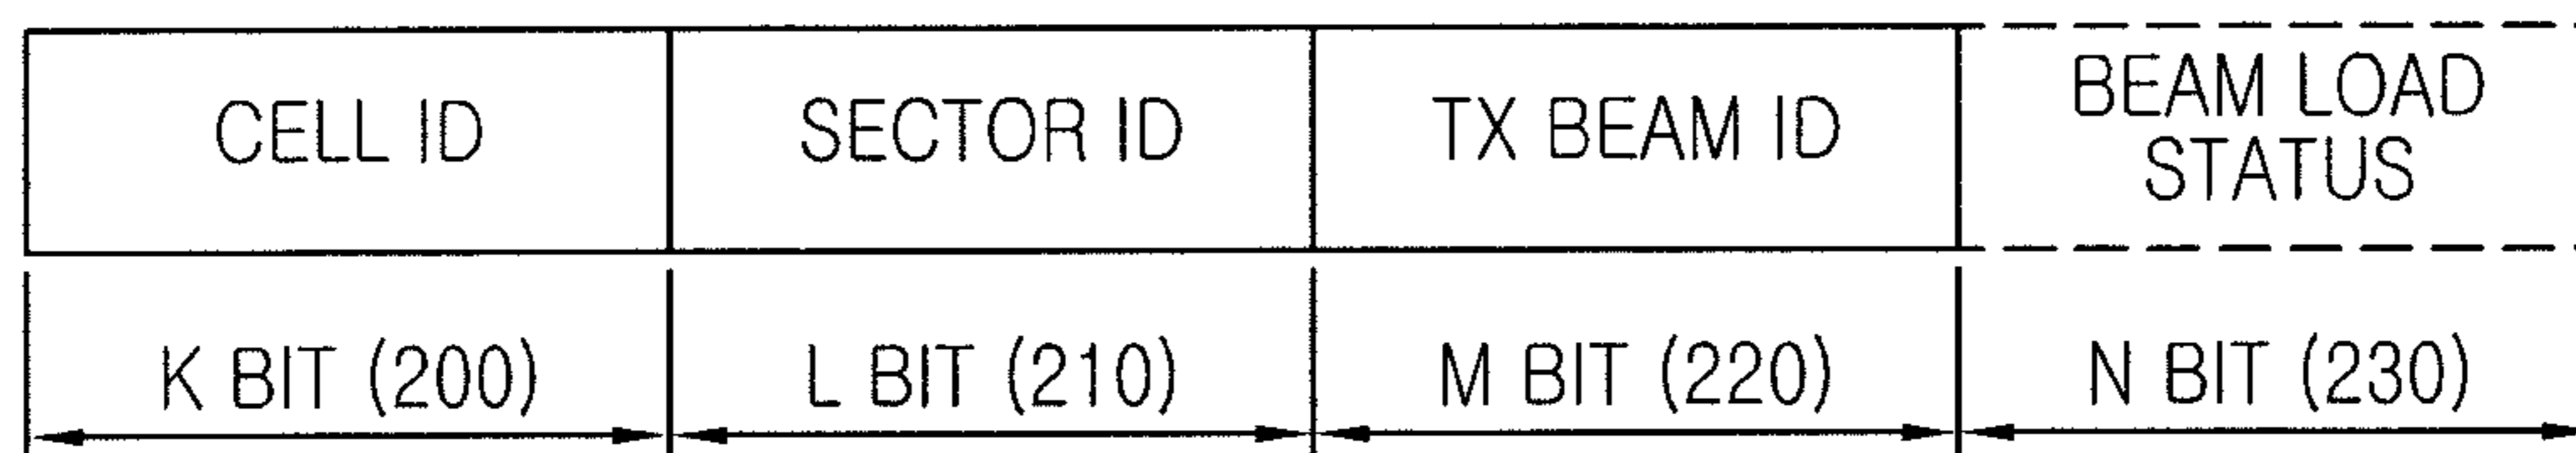 CELL ID
SECTOR ID
TX BEAM ID
BEAM LOAD
STATUS
K BIT (200)
L BIT (210)
M BIT (220)
N BIT (230)